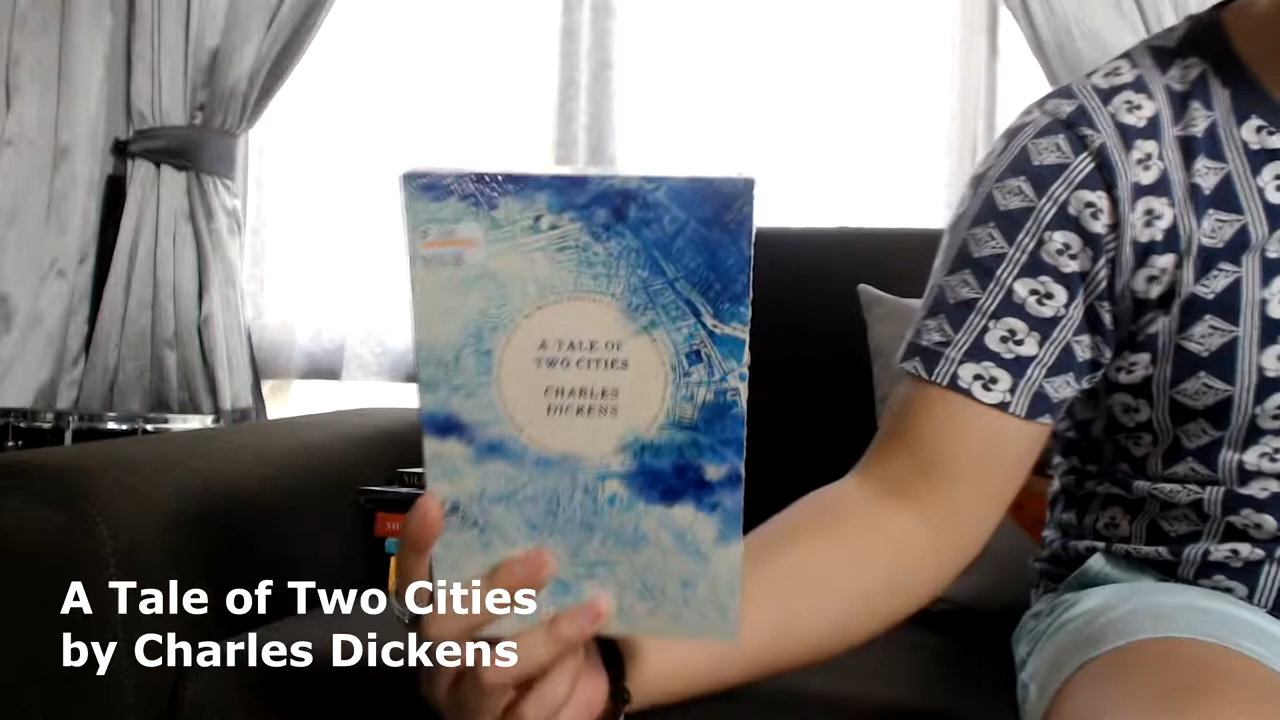 A TALE OF
TWO CITIES
CHARLES
DICKENS
A Tale of Two Cities
by Charles Dickens